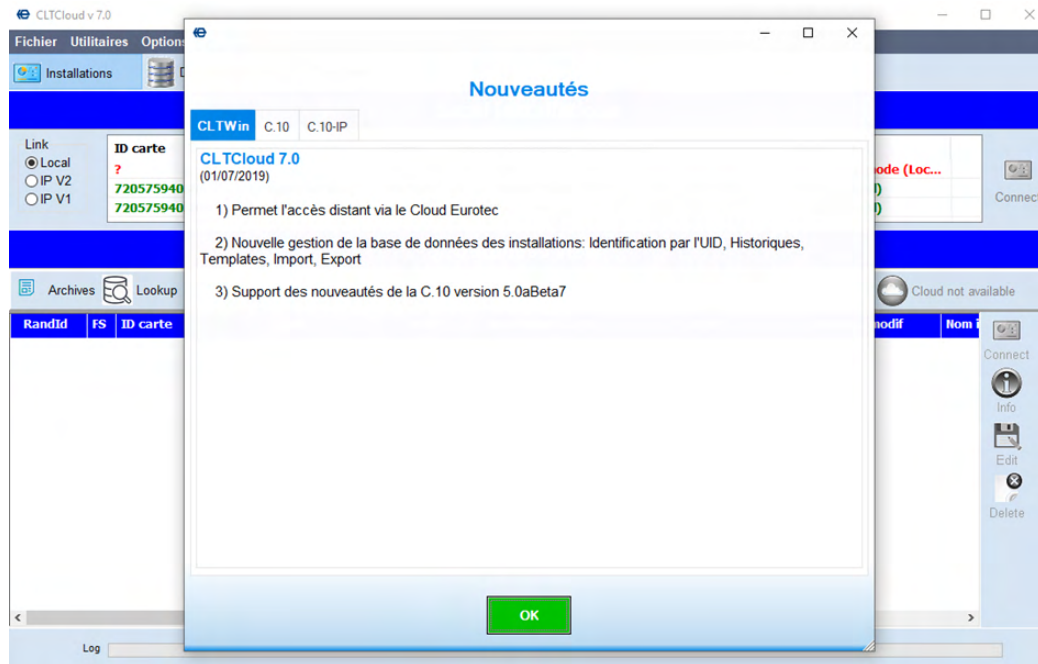 CLTCloud v 7.0
Fichier Utilitaires
Installations
Nouveautés
CLTWin C.10 C.10-IP
CLTCloud 7.0
(01/07/2019)
1) Permet l'accès distant via le Cloud Eurotec
2) Nouvelle gestion de la base de données des installations: Identification par l'UID, Historiques,
Templates, Import, Export
3) Support des nouveautés de la C.10 version 5.0aBeta7
OK
Link
Local
IP V2
IP V1
ID carte
?
720575940
720575940
(Loc...
Connect
Archives Lookup
Cloud not available
RandId FS ID carte
Connect
Info
Edit
Delete
Log